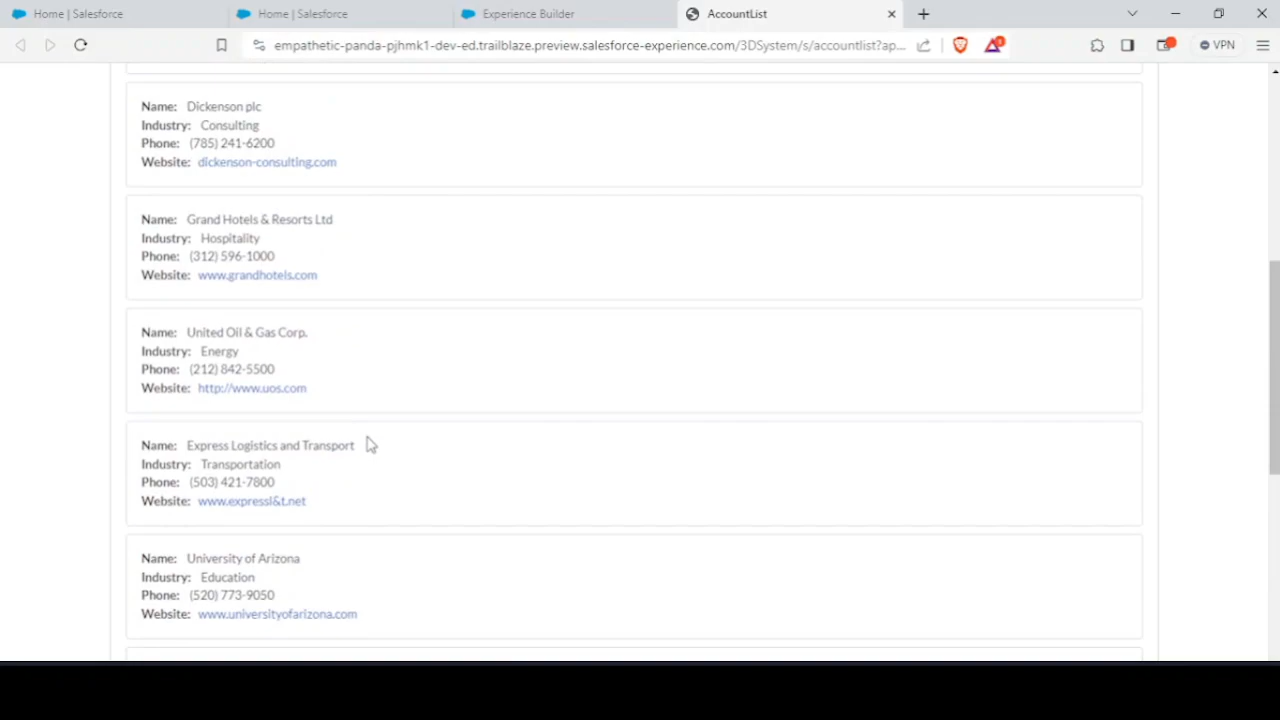 Home | Salesforce
Home | Salesforce
Experience Builder
AccountList
empathetic-panda-pjhmk1-dev-ed.trailblaze.preview.salesforce-experience.com/3DSystem/s/accountlist?ap...
VPN
Name: Dickenson plc
Industry: Consulting
Phone: (785) 241-6200
Website: dickenson-consulting.com
Name: Grand Hotels & Resorts Ltd
Industry: Hospitality
Phone: (312) 596-1000
Website: www.grandhotels.com
Name: United Oil & Gas Corp.
Industry: Energy
Phone: (212) 842-5500
Website: http://www.uos.com
Name: Express Logistics and Transport
Industry: Transportation
Phone: (503) 421-7800
Website: www.expressl&t.net
Name: University of Arizona
Industry: Education
Phone: (520) 773-9050
Website: www.universityofarizona.com